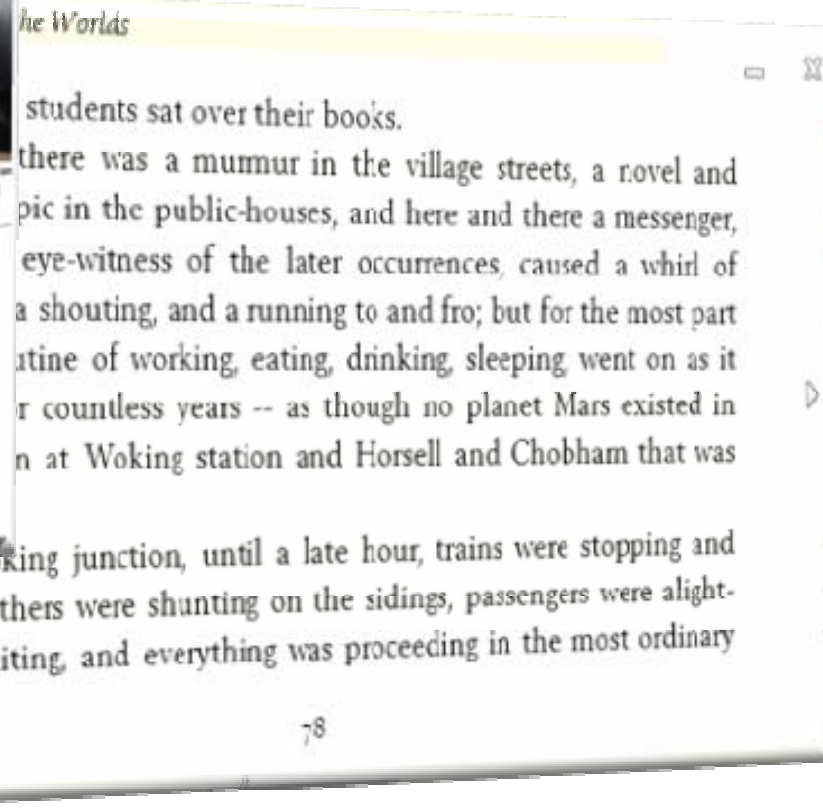 he Worlds
students sat over their books.
there was a murmur in the village streets, a novel and
pic in the public-houses, and here and there a messenger,
eye-witness of the later occurrences, caused a whirl of
a shouting, and a running to and fro; but for the most part
tine of working, eating, drinking, sleeping, went on as it
r countless years -- as though no planet Mars existed in
n at Woking station and Horsell and Chobham that was
king junction, until a late hour, trains were stopping and
thers were shunting on the sidings, passengers were alight-
iting, and everything was proceeding in the most ordinary
78